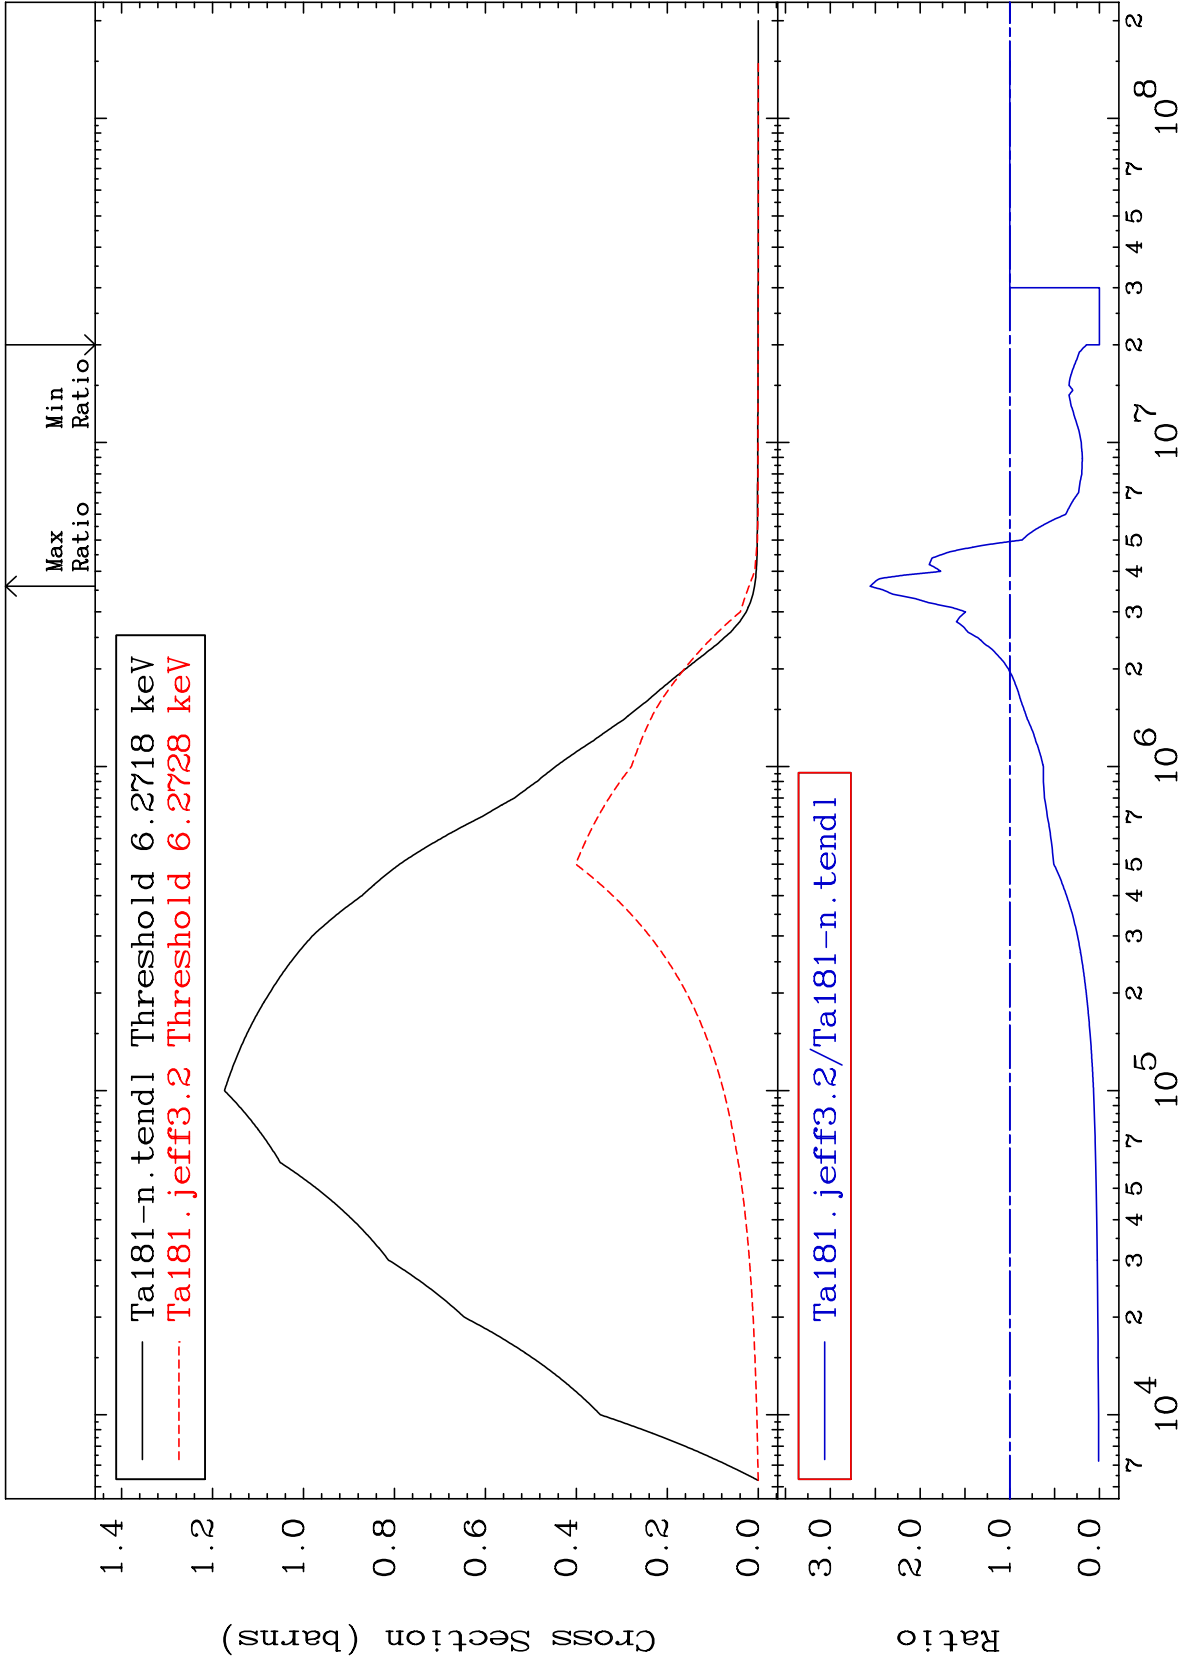 Max
Ratio
Min
Ratio
Ta181-n.tendl Threshold 6.2718 keV
Ta181.jeff3.2 Threshold 6.2728 keV
Cross Section (barns)
1.4
1.2
1.0
0.8
0.6
0.4
0.2
0.0
Ta181.jeff3.2/Ta181-n.tendl
Ratio
3.0
2.0
1.0
0.0
7 2 3 4 5 7 2 3 4 5 7 2 3 4 5 7 2 3 4 5 7 2
10^4 10^5 10^6 10^7 10^8